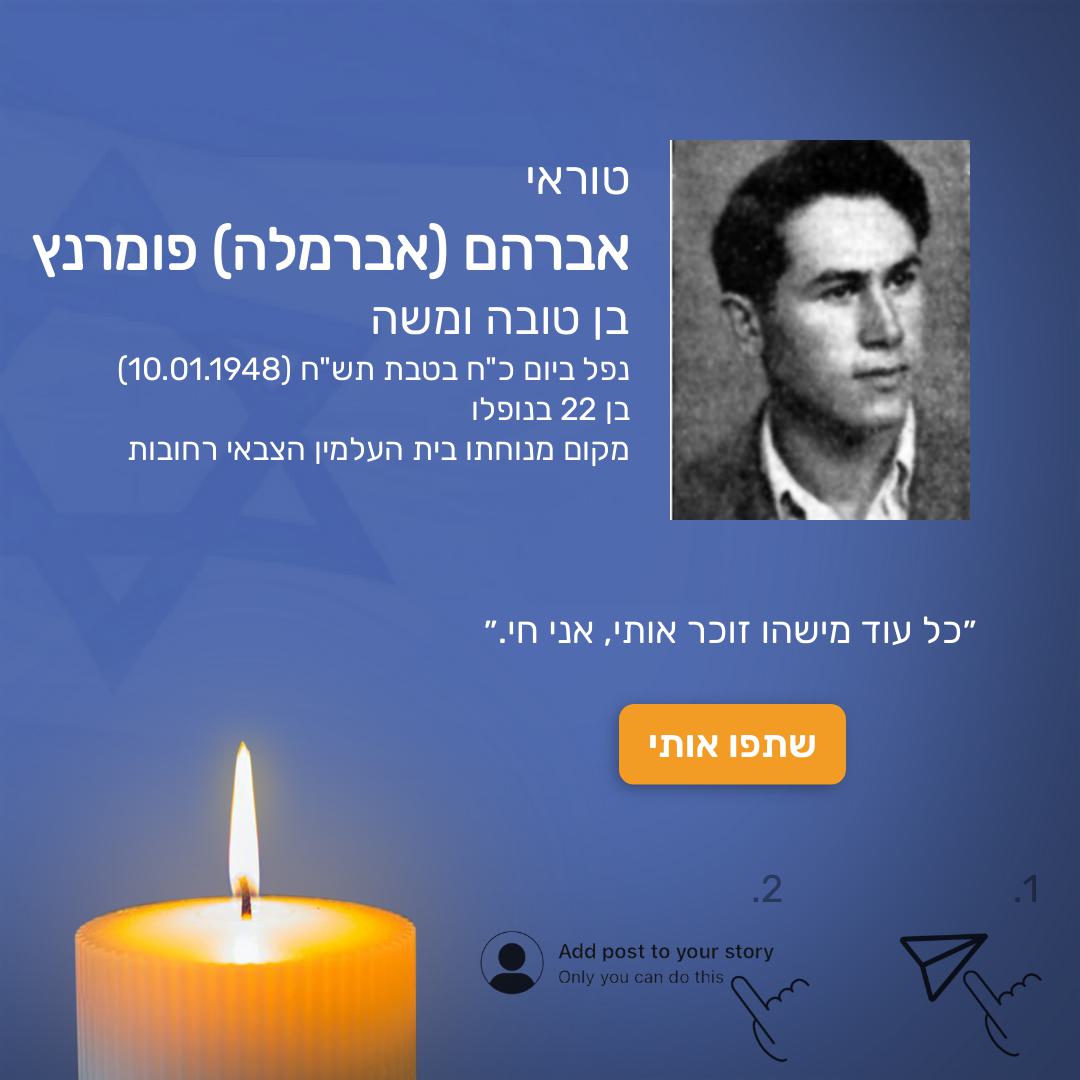 טוראי
אברהם (אברמלה) פומרנץ
בן טובה ומשה
נפל ביום כ"ח בטבת תש"ח (10.01.1948)
בן 22 בנופלו
מקום מנוחתו בית העלמין הצבאי רחובות
״כל עוד מישהו זוכר אותי, אני חי.״
שתפו אותי
1.
2.
Add post to your story
Only you can do this